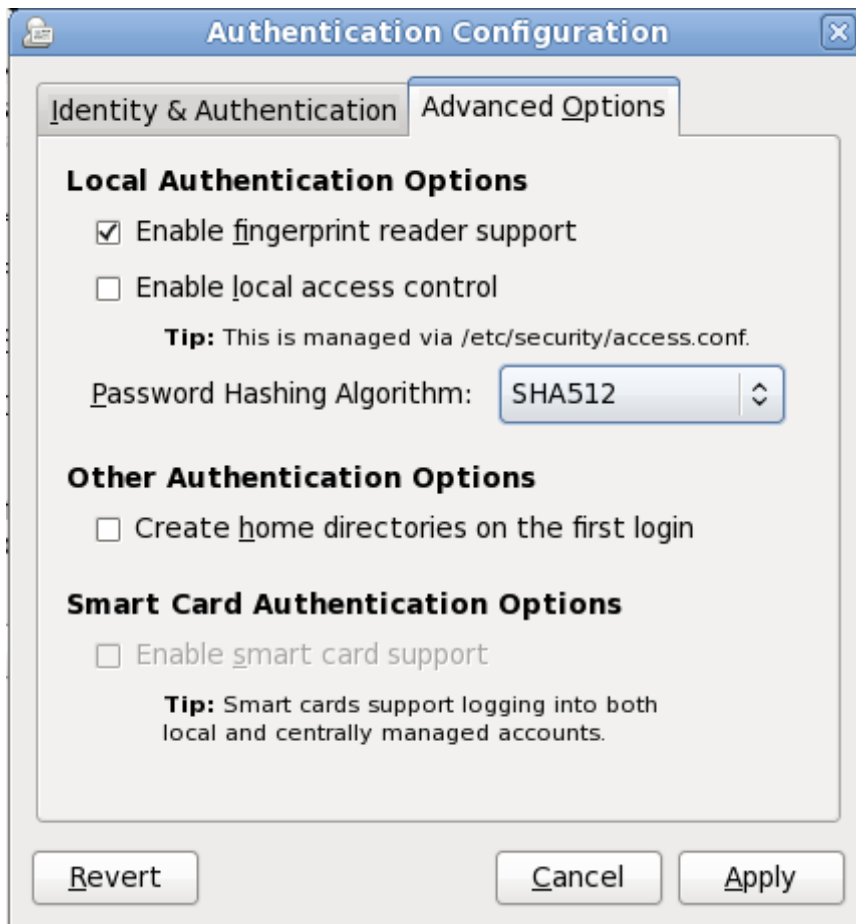 Authentication Configuration
Identity & Authentication
Advanced Options
Local Authentication Options
Enable fingerprint reader support
Enable local access control
Tip: This is managed via /etc/security/access.conf.
Password Hashing Algorithm:
SHA512
Other Authentication Options
Create home directories on the first login
Smart Card Authentication Options
Enable smart card support
Tip: Smart cards support logging into both
local and centrally managed accounts.
Revert
Cancel
Apply